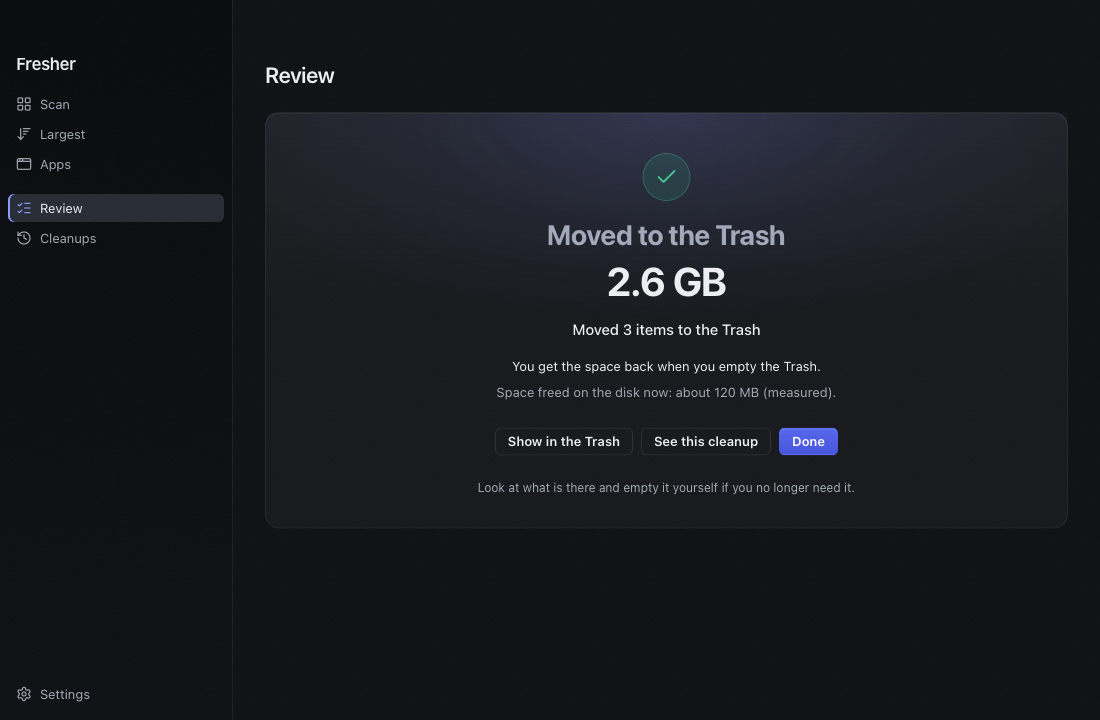 Fresher
Scan
Largest
Apps
Review
Cleanups
Settings
Review
Moved to the Trash
2.6 GB
Moved 3 items to the Trash
You get the space back when you empty the Trash.
Space freed on the disk now: about 120 MB (measured).
Show in the Trash
See this cleanup
Done
Look at what is there and empty it yourself if you no longer need it.